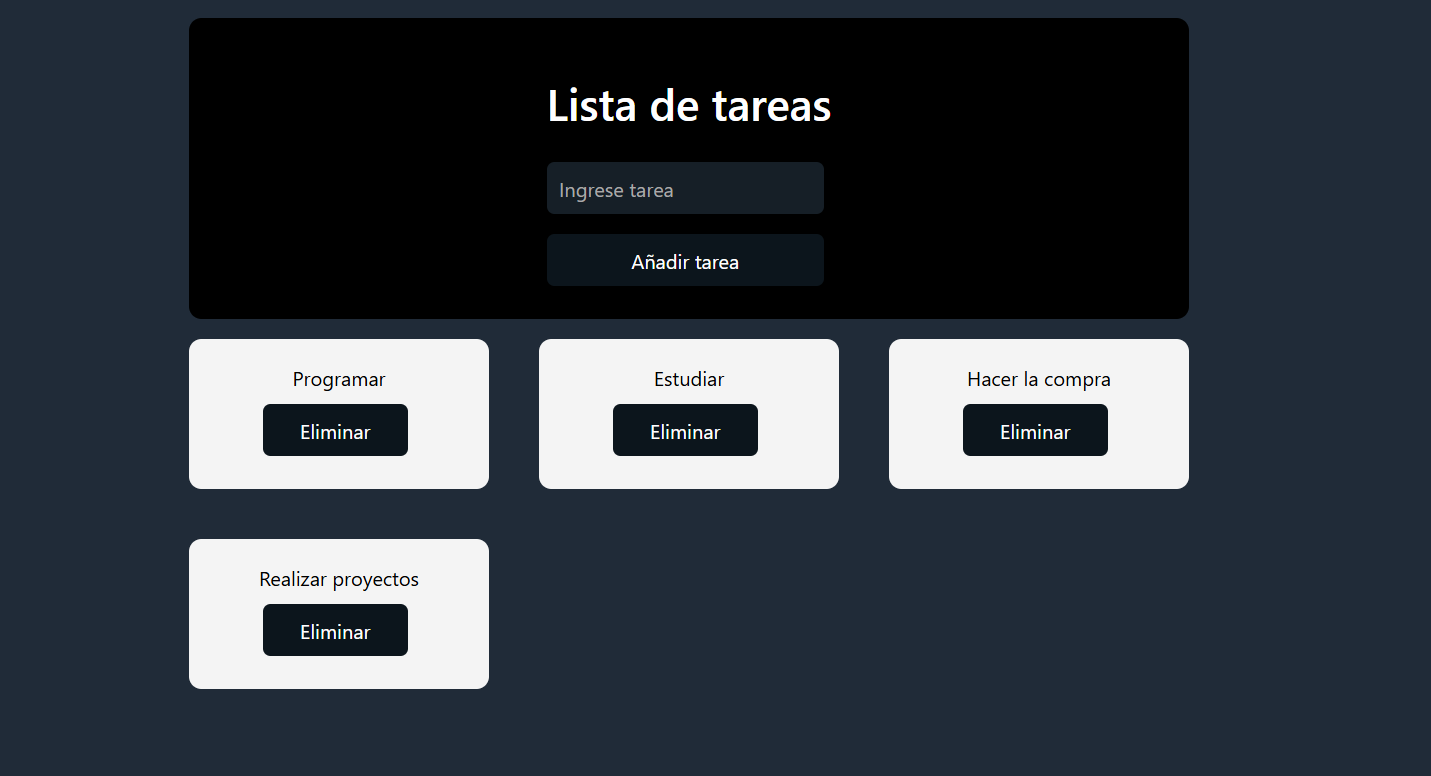 Lista de tareas
Ingrese tarea
Añadir tarea
Programar
Eliminar
Estudiar
Eliminar
Hacer la compra
Eliminar
Realizar proyectos
Eliminar